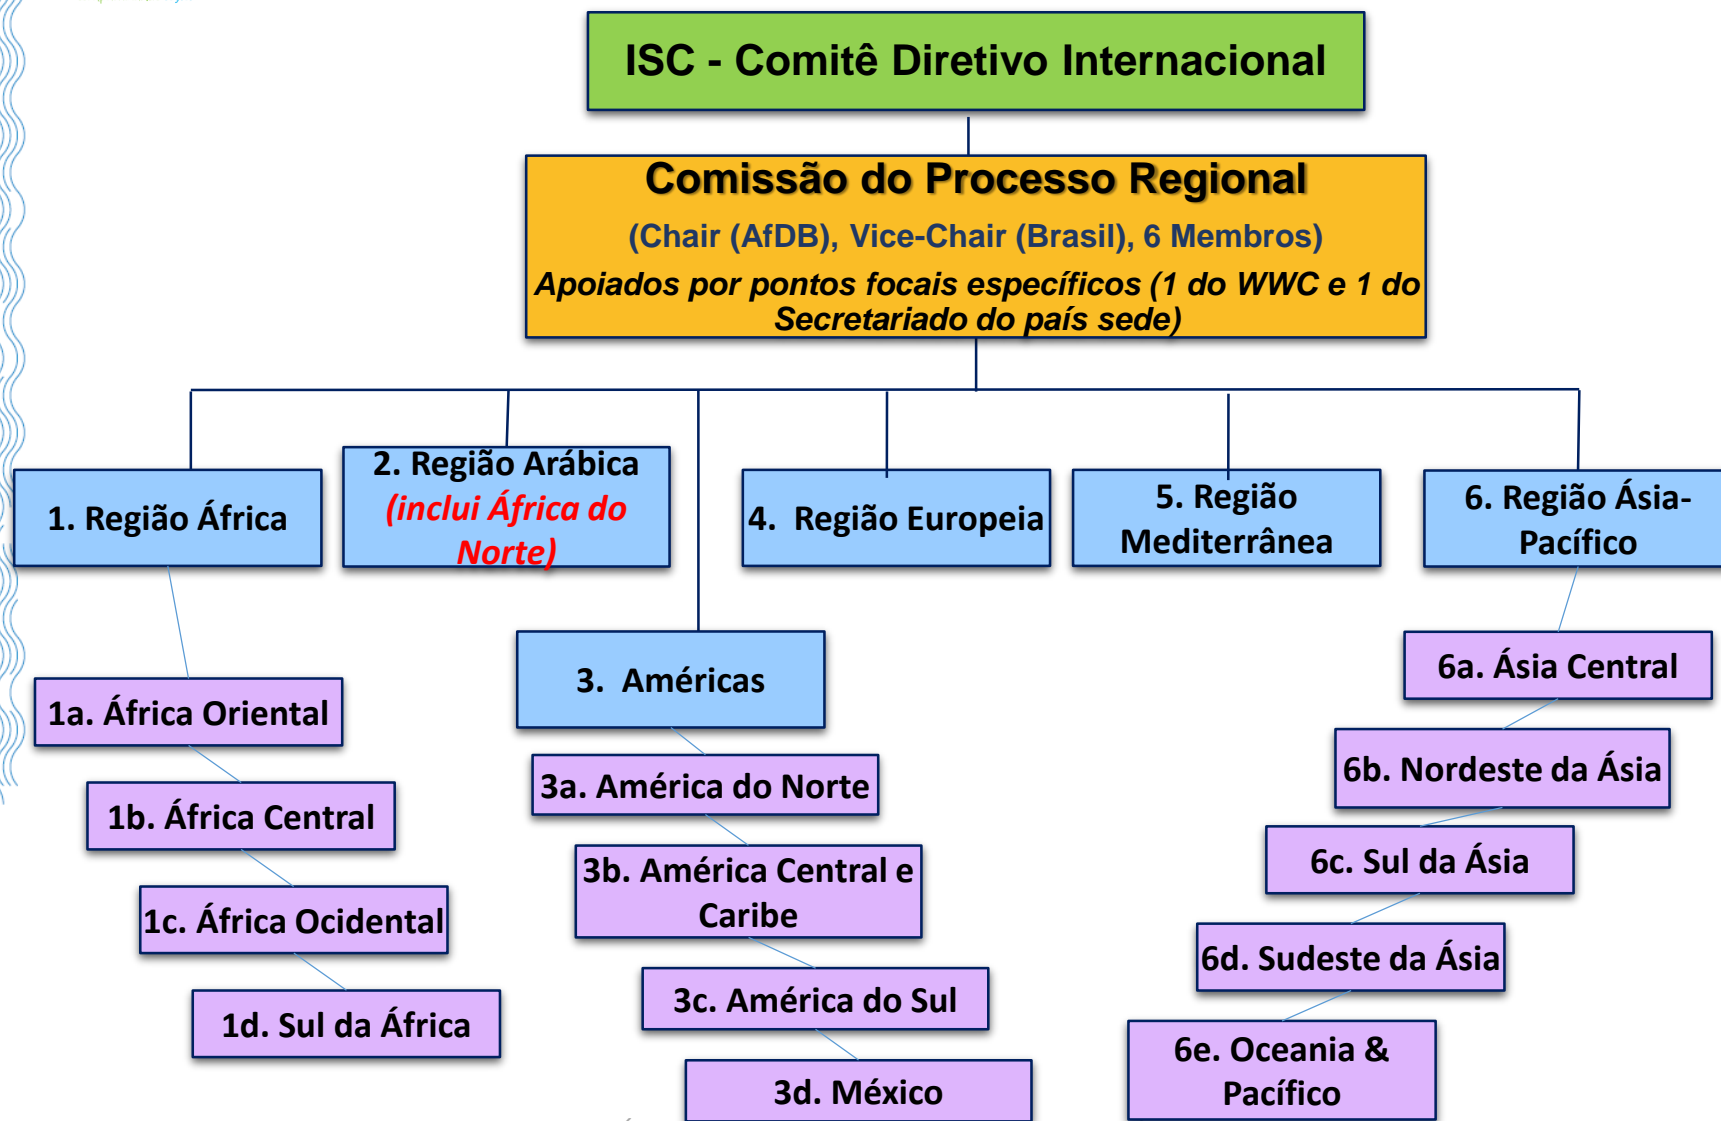 ISC - Comitê Diretivo Internacional
Comissão do Processo Regional
(Chair (AfDB), Vice-Chair (Brasil), 6 Membros)
Apoiados por pontos focais específicos (1 do WWC e 1 do
Secretariado do país sede)
1. Região África
2. Região Arábica
(inclui África do
Norte)
4. Região Europeia
5. Região
Mediterrânea
6. Região Ásia-
Pacífico
3. Américas
1a. África Oriental
1b. África Central
1c. África Ocidental
1d. Sul da África
3a. América do Norte
3b. América Central e
Caribe
3c. América do Sul
3d. México
6a. Ásia Central
6b. Nordeste da Ásia
6c. Sul da Ásia
6d. Sudeste da Ásia
6e. Oceania &
Pacífico